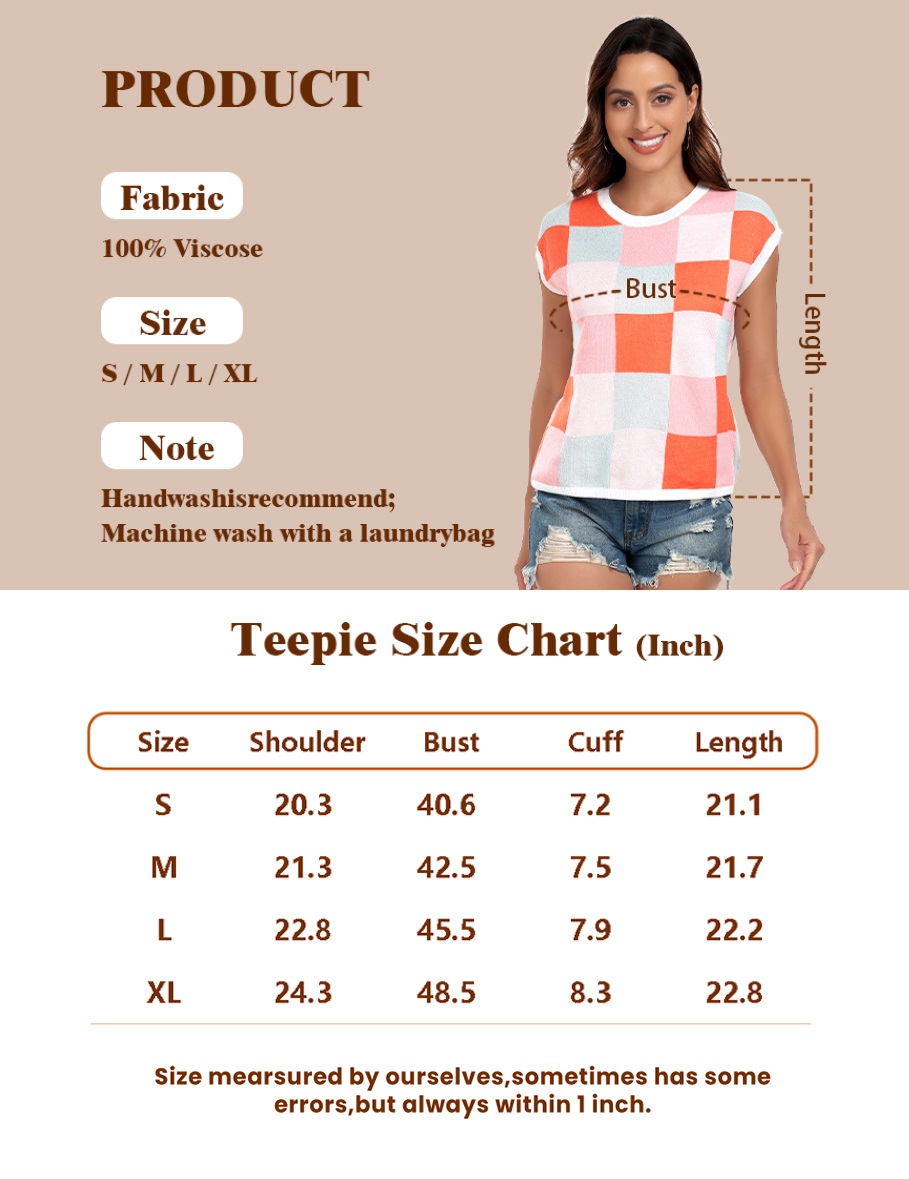 PRODUCT
Fabric
100% Viscose
Size
S / M / L / XL
Note
Handwashisrecommend;
Machine wash with a laundrybag
Bust
Length
Teepie Size Chart (Inch)
Size Shoulder Bust Cuff Length
S 20.3 40.6 7.2 21.1
M 21.3 42.5 7.5 21.7
L 22.8 45.5 7.9 22.2
XL 24.3 48.5 8.3 22.8
Size mearsured by ourselves,sometimes has some
errors,but always within 1 inch.